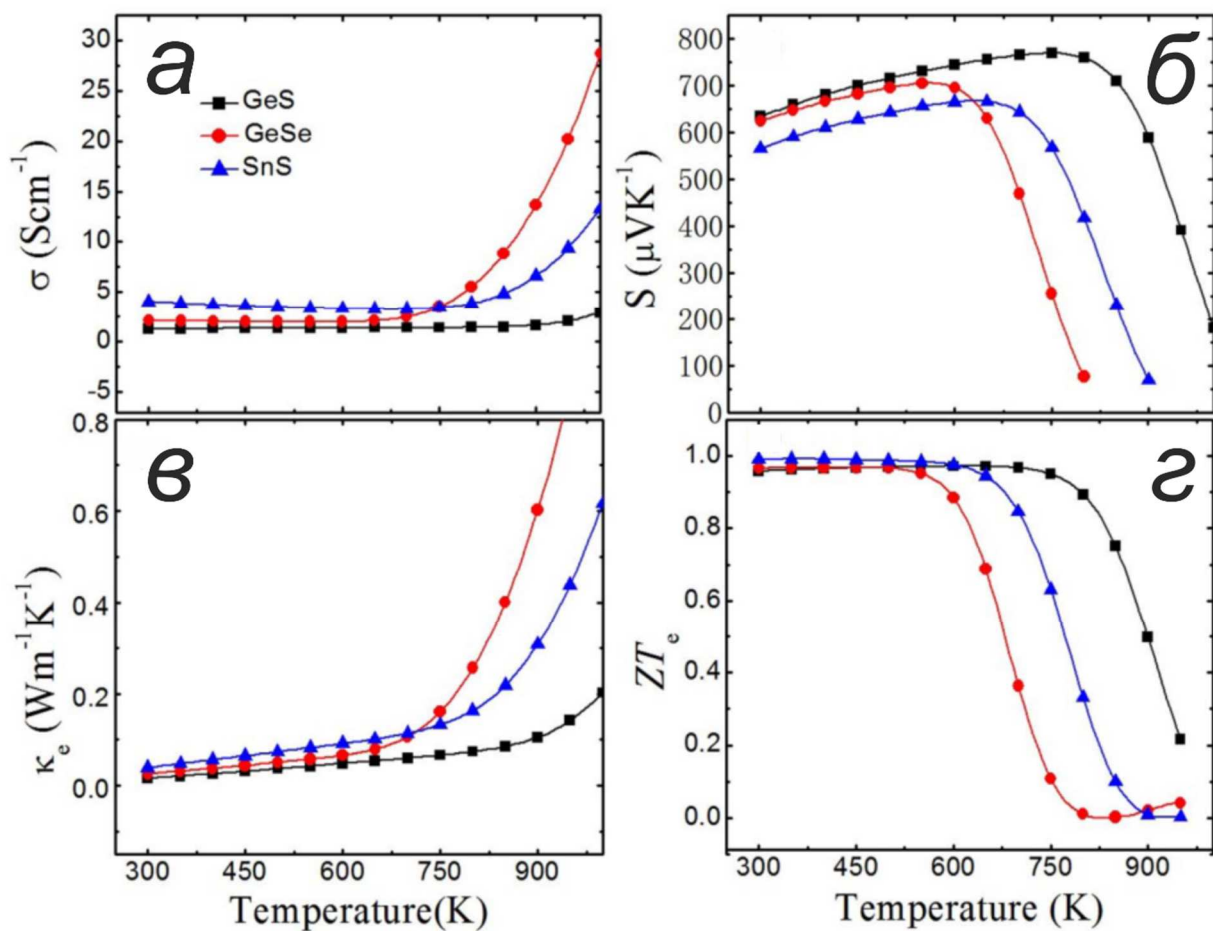 а
30
25
20
15
10
5
0
-5
σ (Scm⁻¹)
GeS
GeSe
SnS
б
800
700
600
500
400
300
200
100
0
S (μVK⁻¹)
в
0.8
0.6
0.4
0.2
0.0
κₑ (Wm⁻¹K⁻¹)
300 450 600 750 900
Temperature(K)
г
1.0
0.8
0.6
0.4
0.2
0.0
ZTₑ
300 450 600 750 900
Temperature (K)